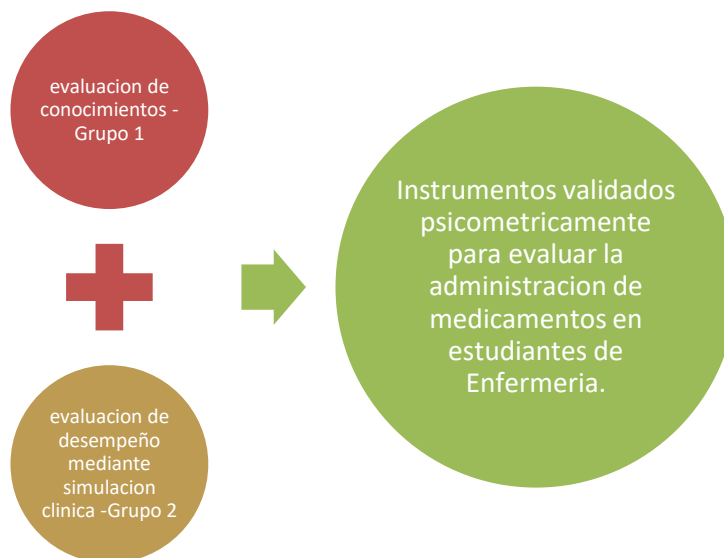 evaluacion de
conocimientos -
Grupo 1
evaluacion de
desempeño
mediante
simulacion
clinica -Grupo 2
Instrumentos validados
psicometricamente
para evaluar la
administracion de
medicamentos en
estudiantes de
Enfermeria.